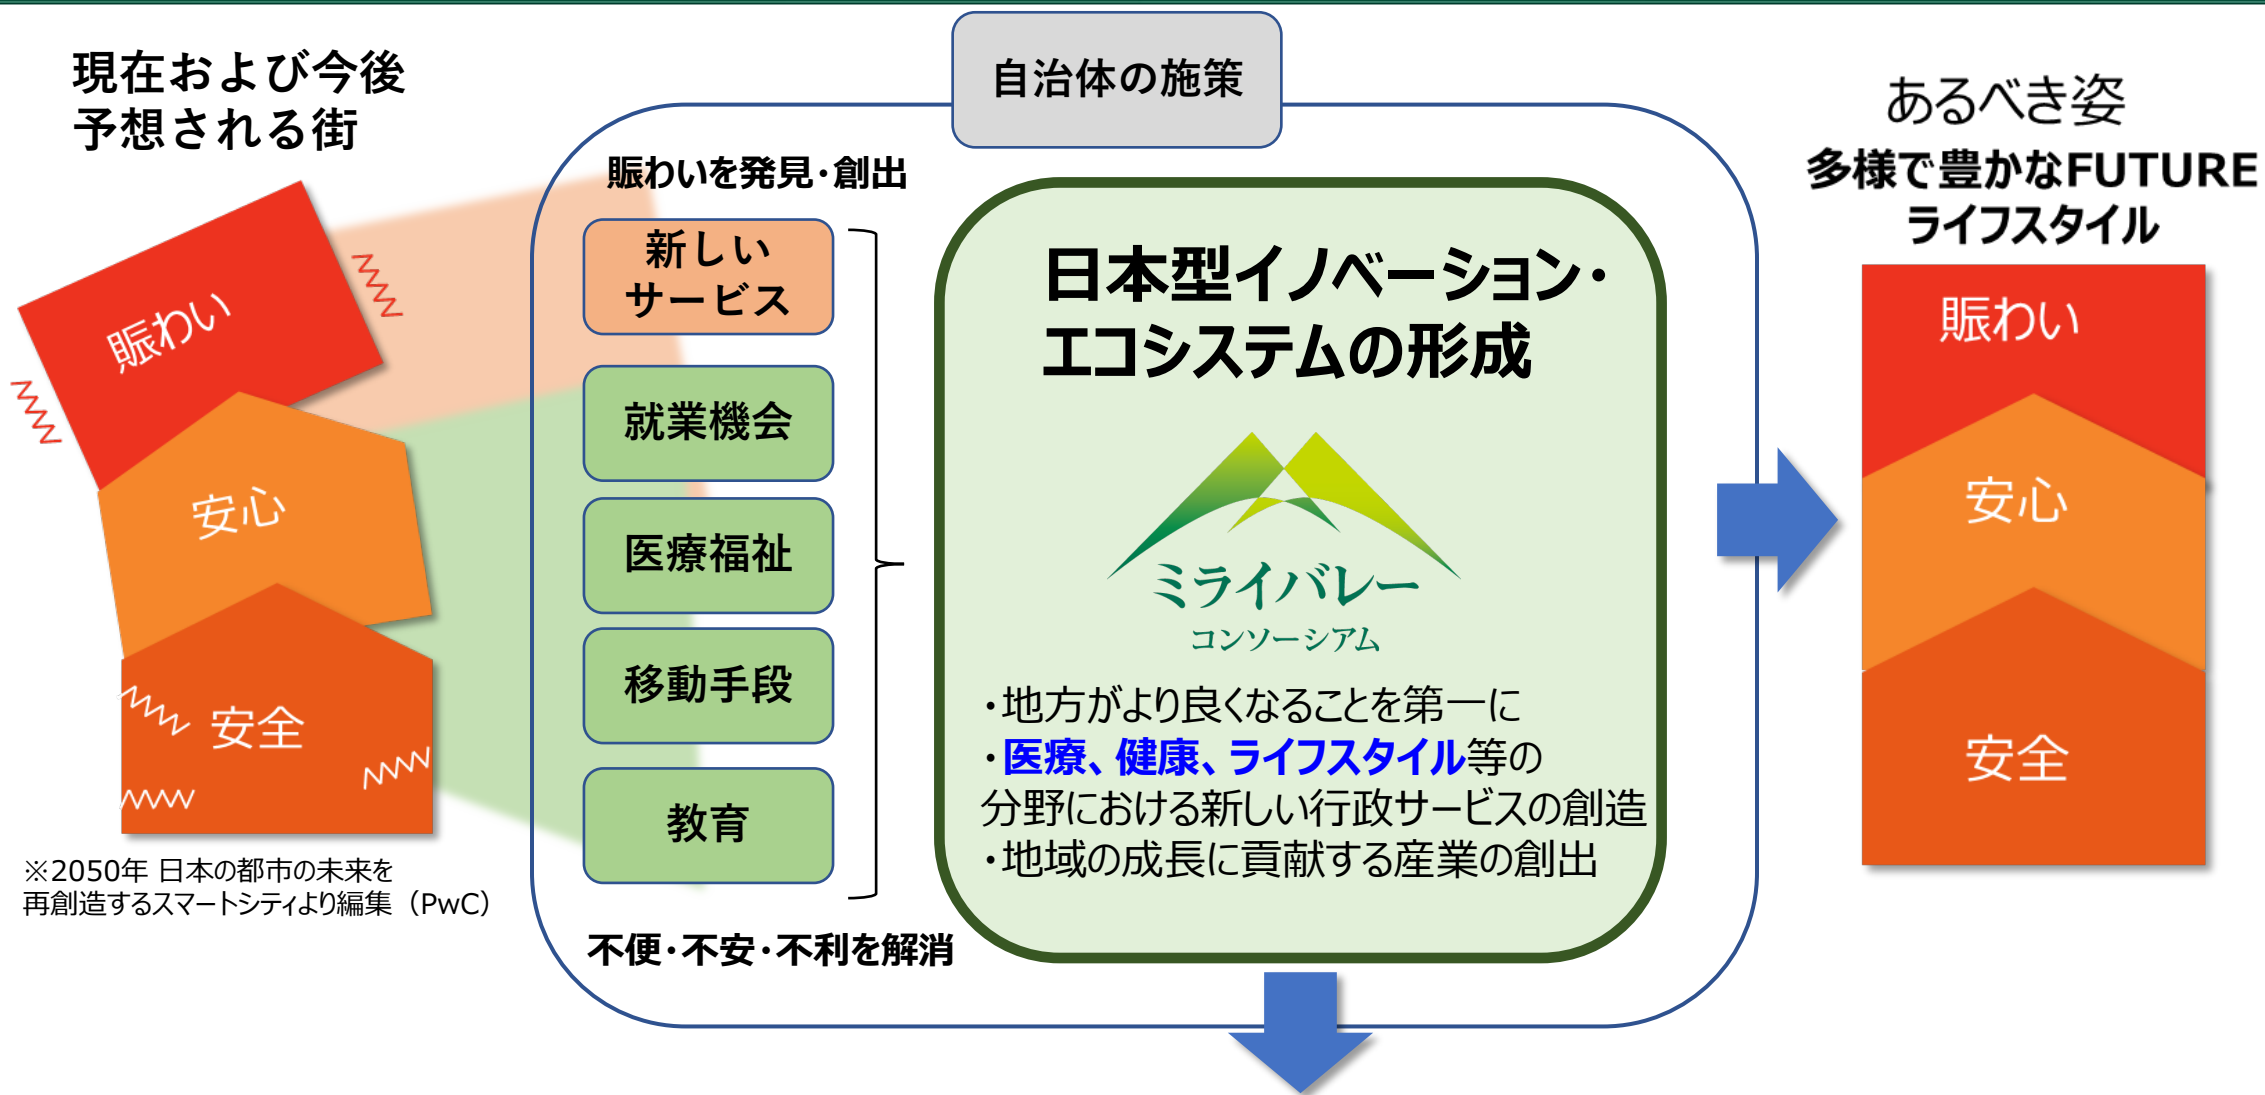 現在および今後
予想される街
賑わい
安心
安全
※2050年 日本の都市の未来を
再創造するスマートシティより編集（PwC）
自治体の施策
賑わいを発見・創出
新しい
サービス
就業機会
医療福祉
移動手段
教育
不便・不安・不利を解消
日本型イノベーション・
エコシステムの形成
ミライバレー
コンソーシアム
・地方がより良くなることを第一に
・医療、健康、ライフスタイル等の
分野における新しい行政サービスの創造
・地域の成長に貢献する産業の創出
あるべき姿
多様で豊かなFUTURE
ライフスタイル
賑わい
安心
安全